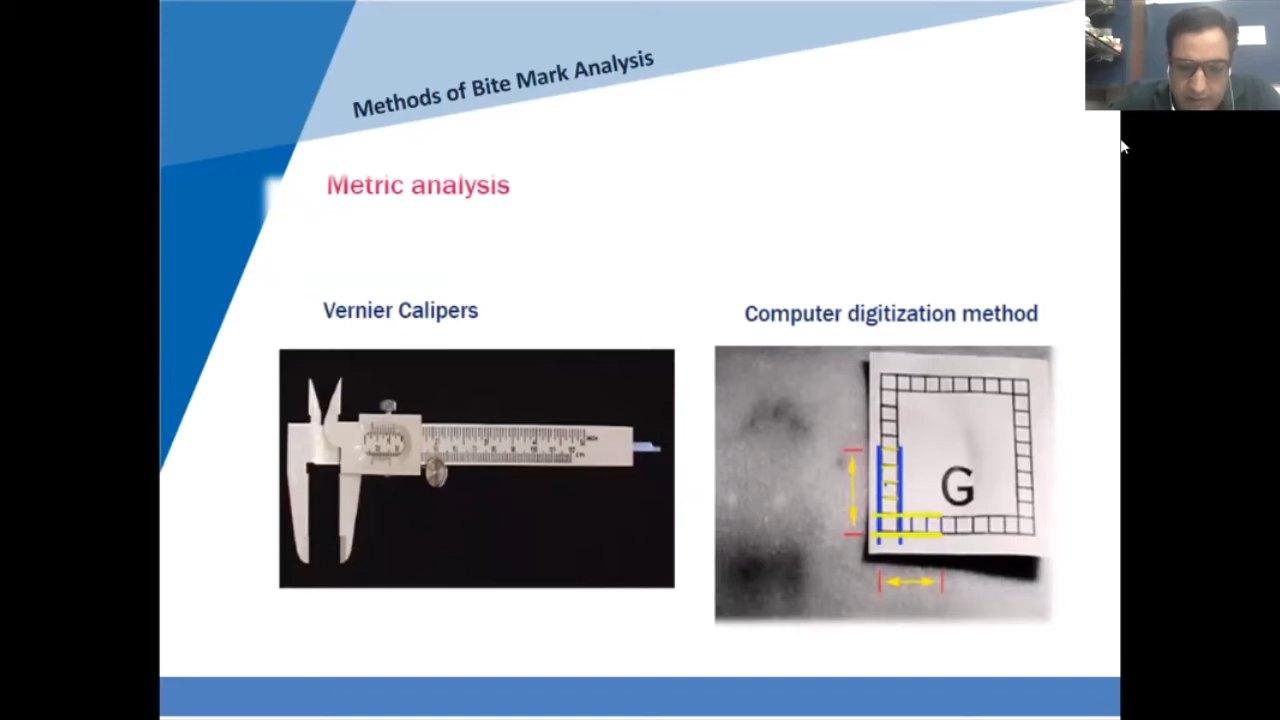 Methods of Bite Mark Analysis
Metric analysis
Vernier Calipers
Computer digitization method
G